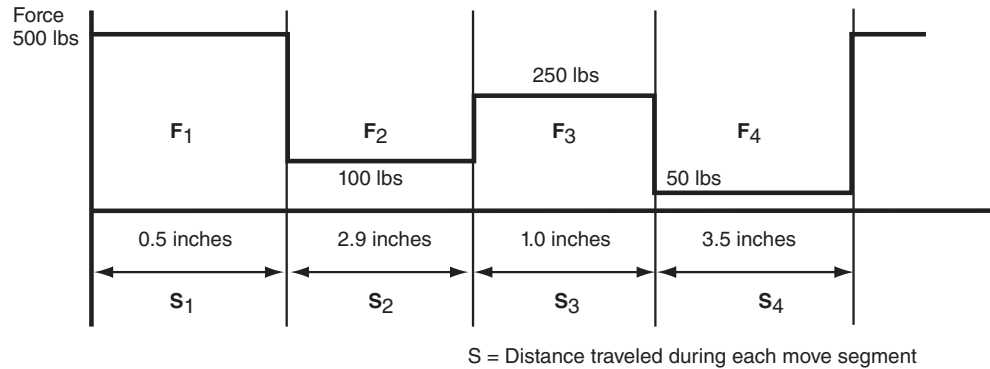 Force
500 lbs
250 lbs
F1
F2
F3
F4
100 lbs
50 lbs
0.5 inches
2.9 inches
1.0 inches
3.5 inches
S1
S2
S3
S4
S = Distance traveled during each move segment